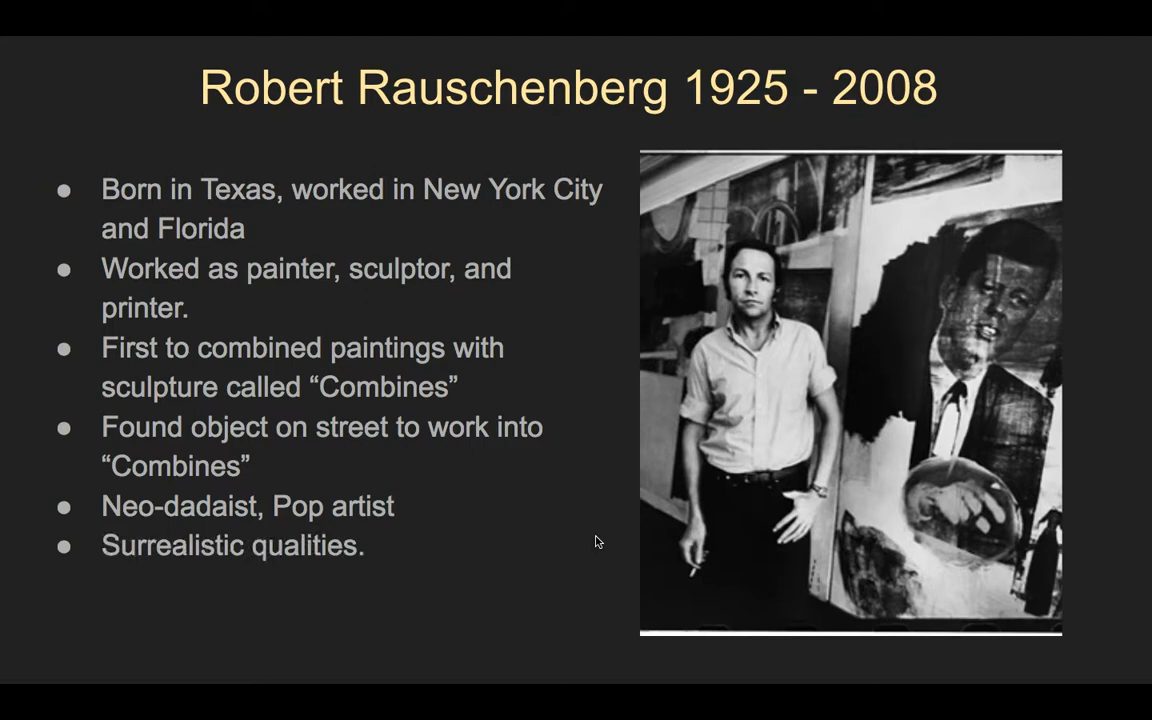 Robert Rauschenberg 1925 - 2008
● Born in Texas, worked in New York City
and Florida
● Worked as painter, sculptor, and
printer.
● First to combined paintings with
sculpture called “Combines”
● Found object on street to work into
“Combines”
● Neo-dadaist, Pop artist
● Surrealistic qualities.